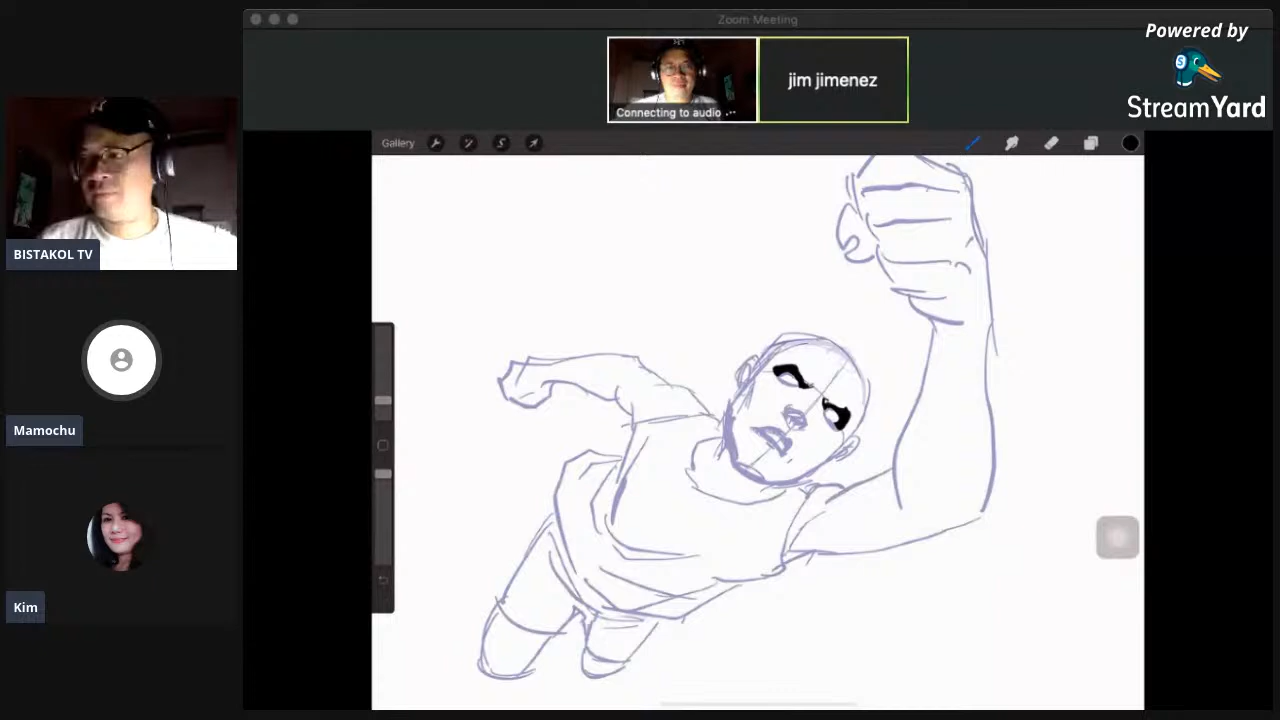 Zoom Meeting
Powered by
StreamYard
jim jimenez
Connecting to audio ···
Gallery
BISTAKOL TV
Mamochu
Kim